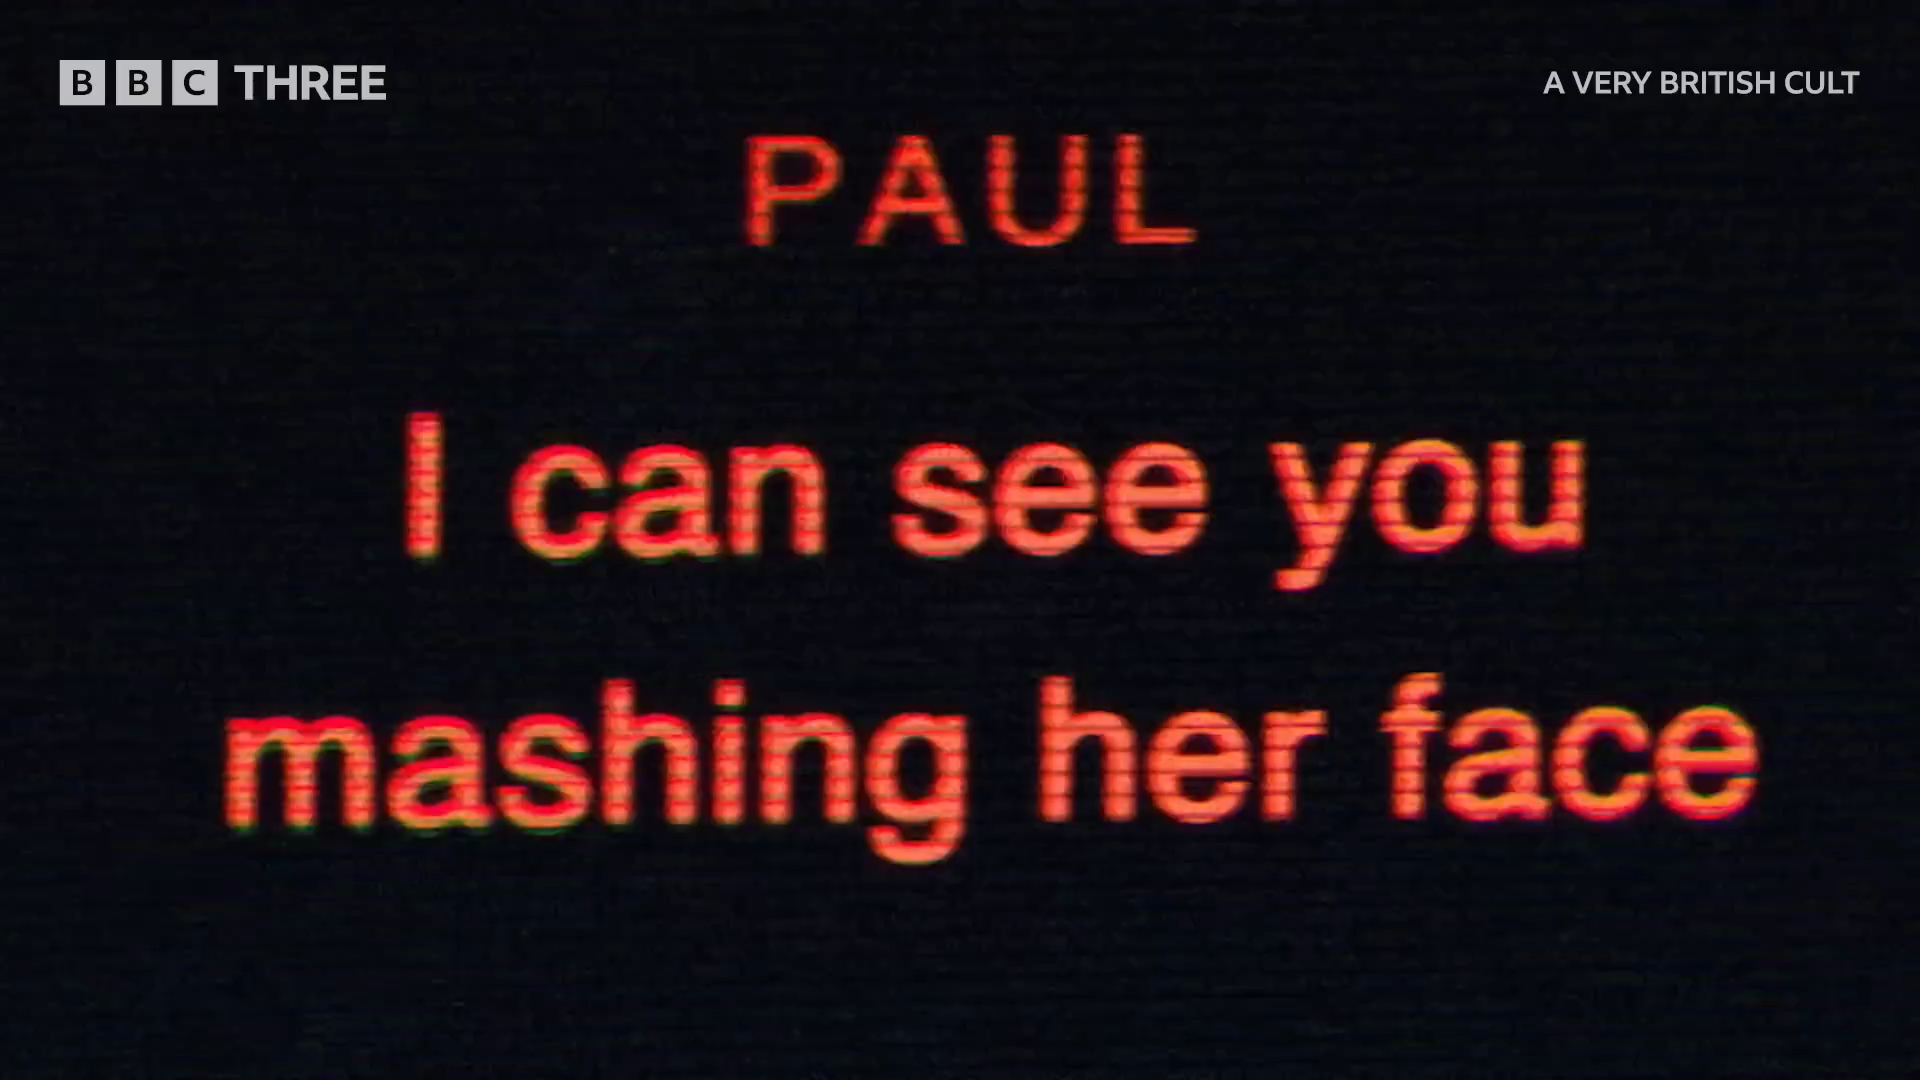 BBC THREE
A VERY BRITISH CULT
PAUL
I can see you
mashing her face